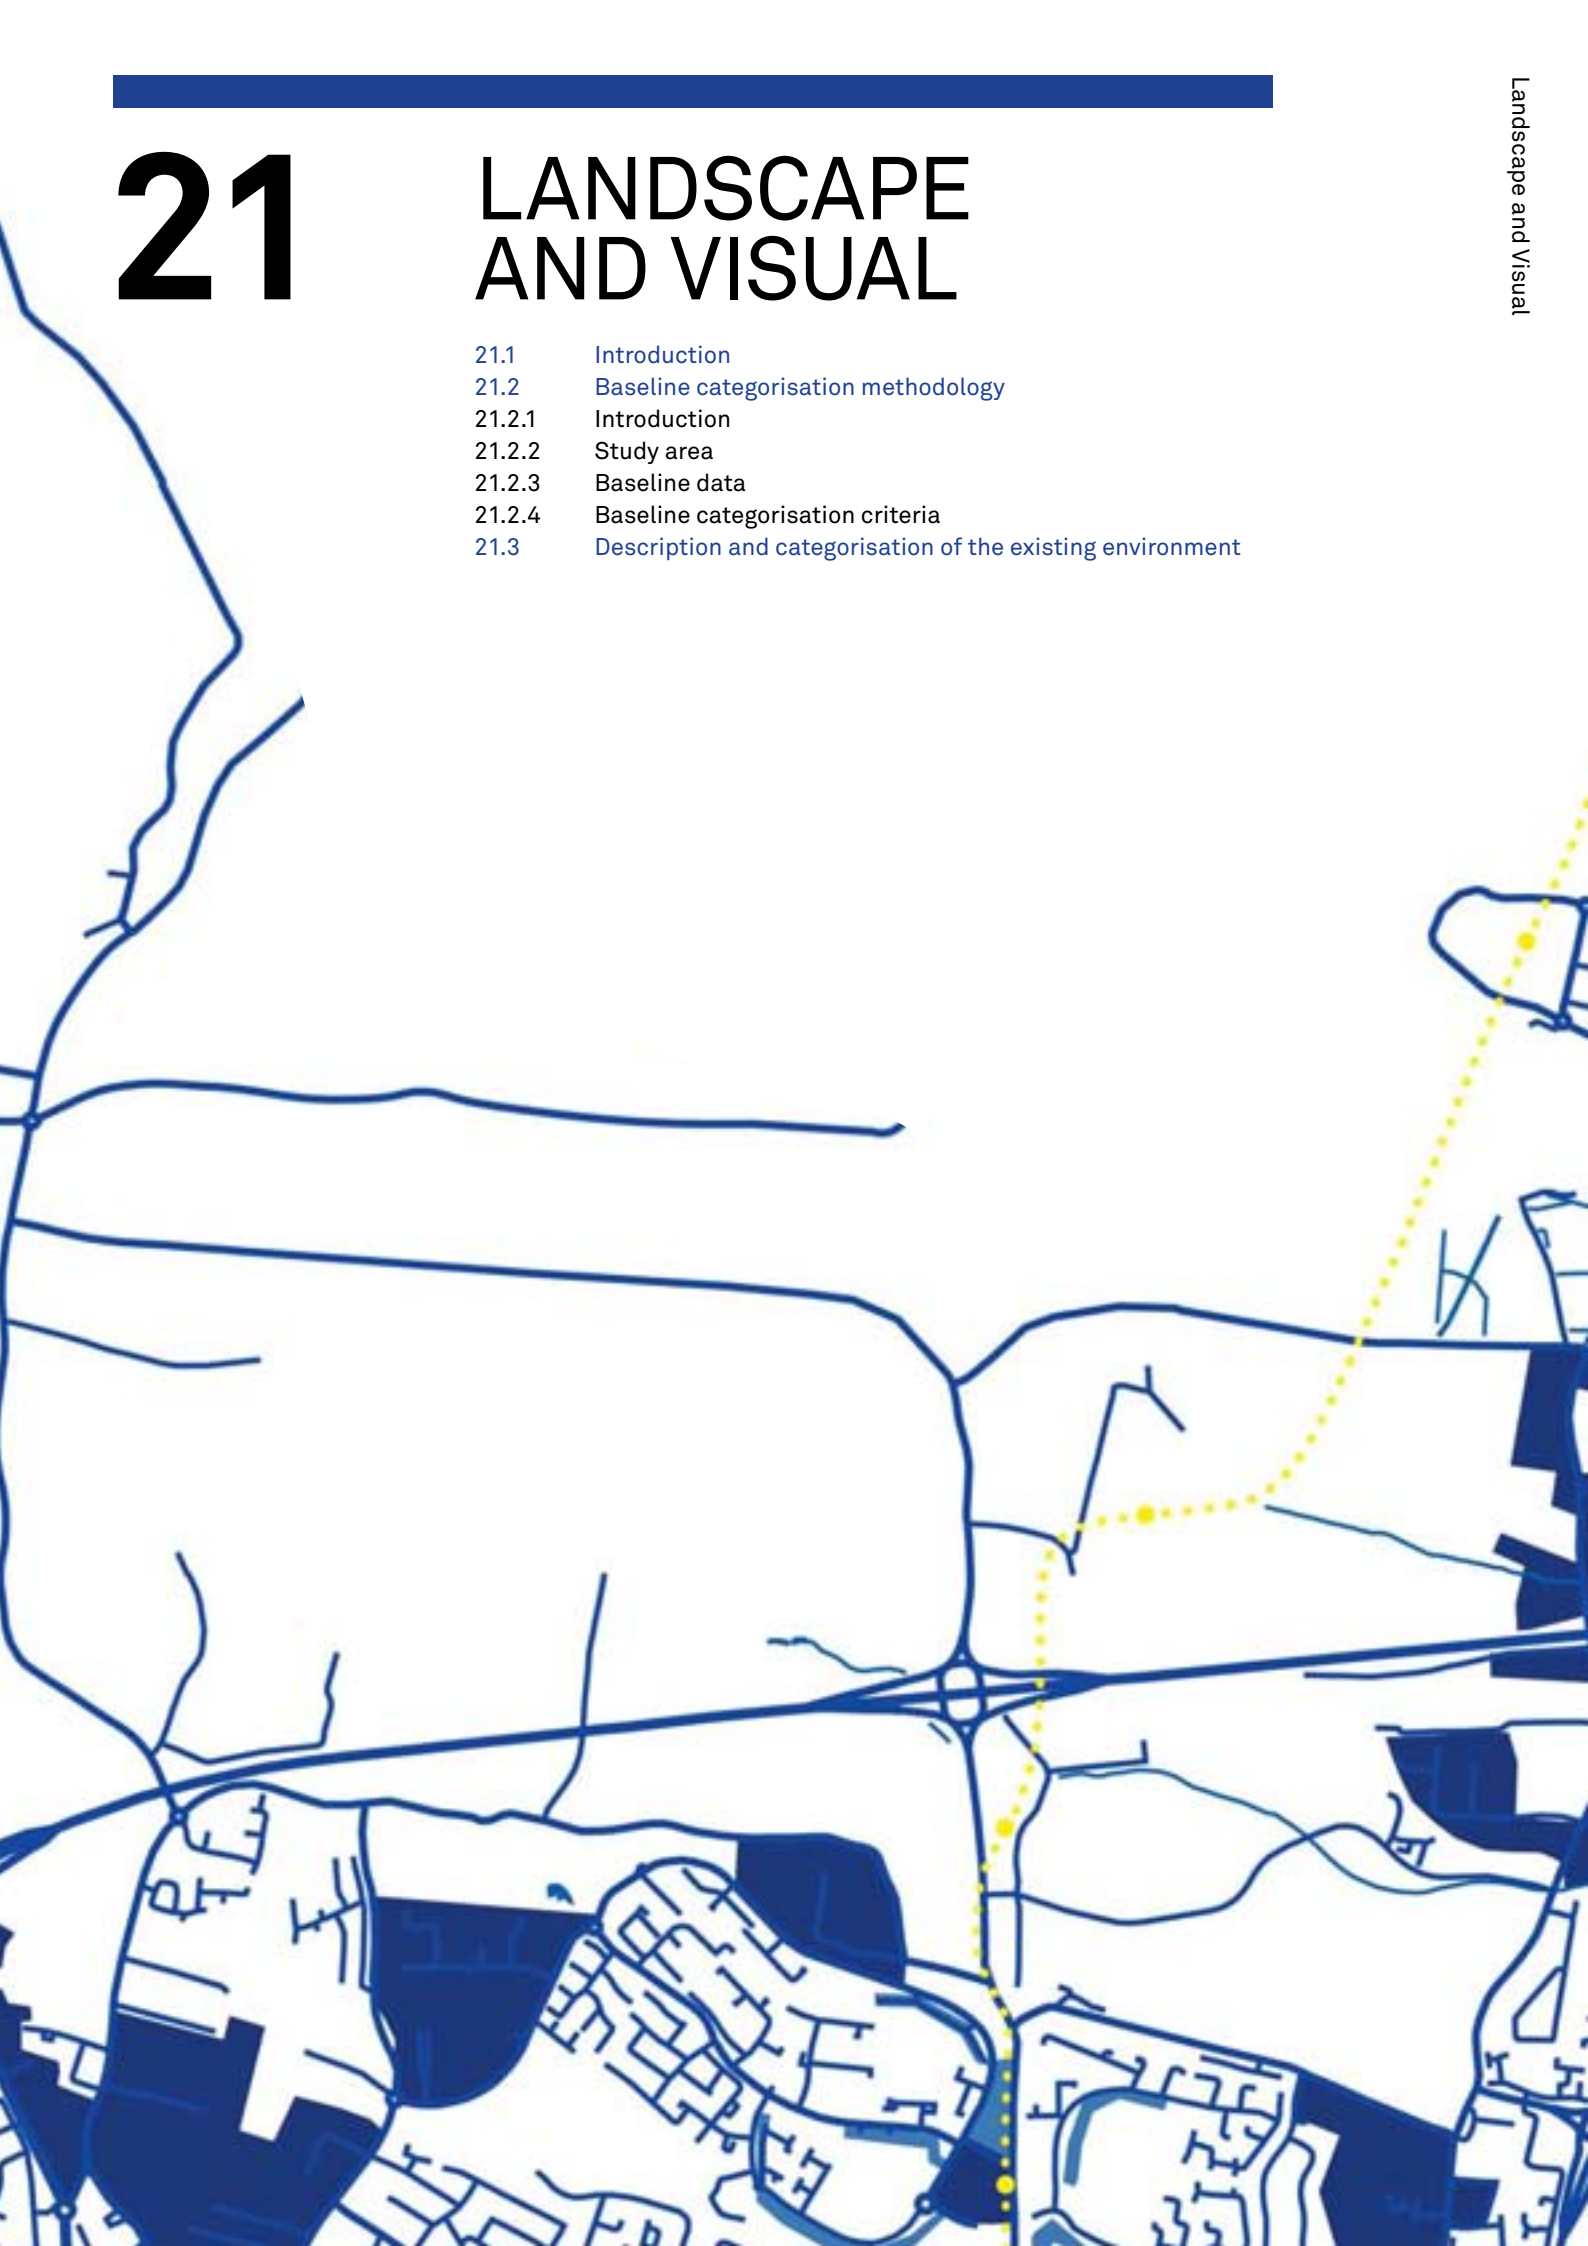 Landscape and Visual
21
LANDSCAPE
AND VISUAL
21.1 Introduction
21.2 Baseline categorisation methodology
21.2.1 Introduction
21.2.2 Study area
21.2.3 Baseline data
21.2.4 Baseline categorisation criteria
21.3 Description and categorisation of the existing environment